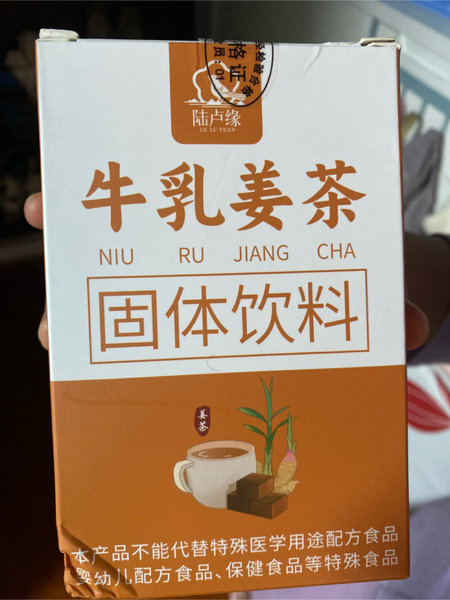 格证
陆卢缘
LU LU YUAN
牛乳姜茶
NIU RU JIANG CHA
固体饮料
姜茶
本产品不能代替特殊医学用途配方食品
婴幼儿配方食品、保健食品等特殊食品